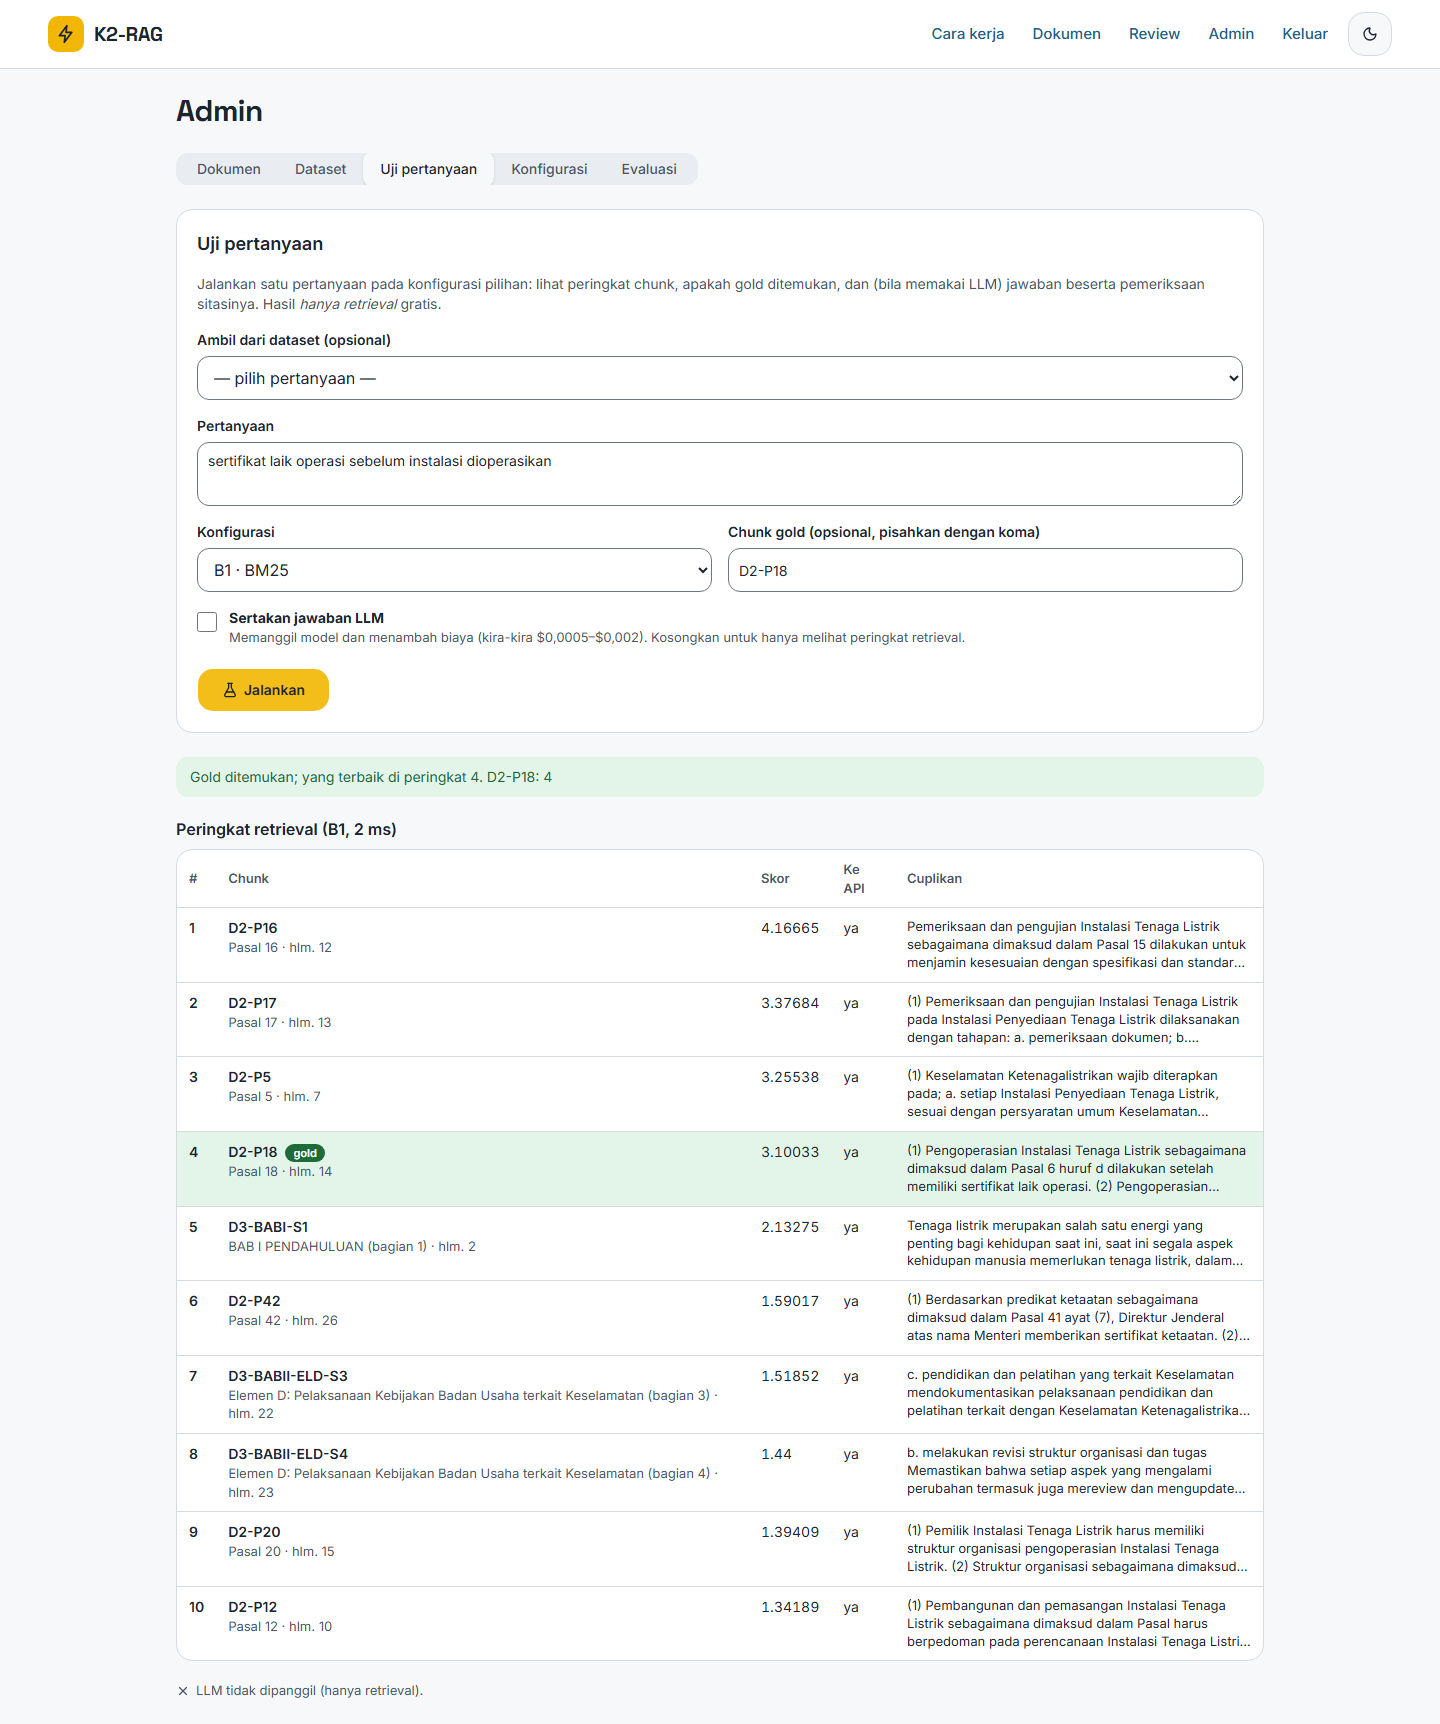 K2-RAG
Cara kerja
Dokumen
Review
Admin
Keluar
Admin
Dokumen
Dataset
Uji pertanyaan
Konfigurasi
Evaluasi
Uji pertanyaan
Jalankan satu pertanyaan pada konfigurasi pilihan: lihat peringkat chunk, apakah gold ditemukan, dan (bila memakai LLM) jawaban beserta pemeriksaan
sitasinya. Hasil hanya retrieval gratis.
Ambil dari dataset (opsional)
— pilih pertanyaan —
Pertanyaan
sertifikat laik operasi sebelum instalasi dioperasikan
Konfigurasi
Chunk gold (opsional, pisahkan dengan koma)
B1 · BM25
D2-P18
Sertakan jawaban LLM
Memanggil model dan menambah biaya (kira-kira $0,0005–$0,002). Kosongkan untuk hanya melihat peringkat retrieval.
Jalankan
Gold ditemukan; yang terbaik di peringkat 4. D2-P18: 4
Peringkat retrieval (B1, 2 ms)
# Chunk Skor Ke API Cuplikan
1 D2-P16 4.16665 ya Pemeriksaan dan pengujian Instalasi Tenaga Listrik
Pasal 16 · hlm. 12 sebagaimana dimaksud dalam Pasal 15 dilakukan untuk
menjamin kesesuaian dengan spesifikasi dan standar...
2 D2-P17 3.37684 ya (1) Pemeriksaan dan pengujian Instalasi Tenaga Listrik
Pasal 17 · hlm. 13 pada Instalasi Penyediaan Tenaga Listrik dilaksanakan
dengan tahapan: a. pemeriksaan dokumen; b....
3 D2-P5 3.25538 ya (1) Keselamatan Ketenagalistrikan wajib diterapkan
Pasal 5 · hlm. 7 pada; a. setiap Instalasi Penyediaan Tenaga Listrik,
sesuai dengan persyaratan umum Keselamatan...
4 D2-P18 gold 3.10033 ya (1) Pengoperasian Instalasi Tenaga Listrik sebagaimana
Pasal 18 · hlm. 14 dimaksud dalam Pasal 6 huruf d dilakukan setelah
memiliki sertifikat laik operasi. (2) Pengoperasian...
5 D3-BABI-S1 2.13275 ya Tenaga listrik merupakan salah satu energi yang
BAB I PENDAHULUAN (bagian 1) · hlm. 2 penting bagi kehidupan saat ini, saat ini segala aspek
kehidupan manusia memerlukan tenaga listrik, dalam...
6 D2-P42 1.59017 ya (1) Berdasarkan predikat ketaatan sebagaimana
Pasal 42 · hlm. 26 dimaksud dalam Pasal 41 ayat (7), Direktur Jenderal
atas nama Menteri memberikan sertifikat ketaatan. (2)...
7 D3-BABII-ELD-S3 1.51852 ya c. pendidikan dan pelatihan yang terkait Keselamatan
Elemen D: Pelaksanaan Kebijakan Badan Usaha terkait Keselamatan (bagian 3) · mendokumentasikan pelaksanaan pendidikan dan
hlm. 22 pelatihan terkait dengan Keselamatan Ketenagalistrika...
8 D3-BABII-ELD-S4 1.44 ya b. melakukan revisi struktur organisasi dan tugas
Elemen D: Pelaksanaan Kebijakan Badan Usaha terkait Keselamatan (bagian 4) · Memastikan bahwa setiap aspek yang mengalami
hlm. 23 perubahan termasuk juga mereview dan mengupdate...
9 D2-P20 1.39409 ya (1) Pemilik Instalasi Tenaga Listrik harus memiliki
Pasal 20 · hlm. 15 struktur organisasi pengoperasian Instalasi Tenaga
Listrik. (2) Struktur organisasi sebagaimana dimaksud...
10 D2-P12 1.34189 ya (1) Pembangunan dan pemasangan Instalasi Tenaga
Pasal 12 · hlm. 10 Listrik sebagaimana dimaksud dalam Pasal harus
berpedoman pada perencanaan Instalasi Tenaga Listri...
LLM tidak dipanggil (hanya retrieval).